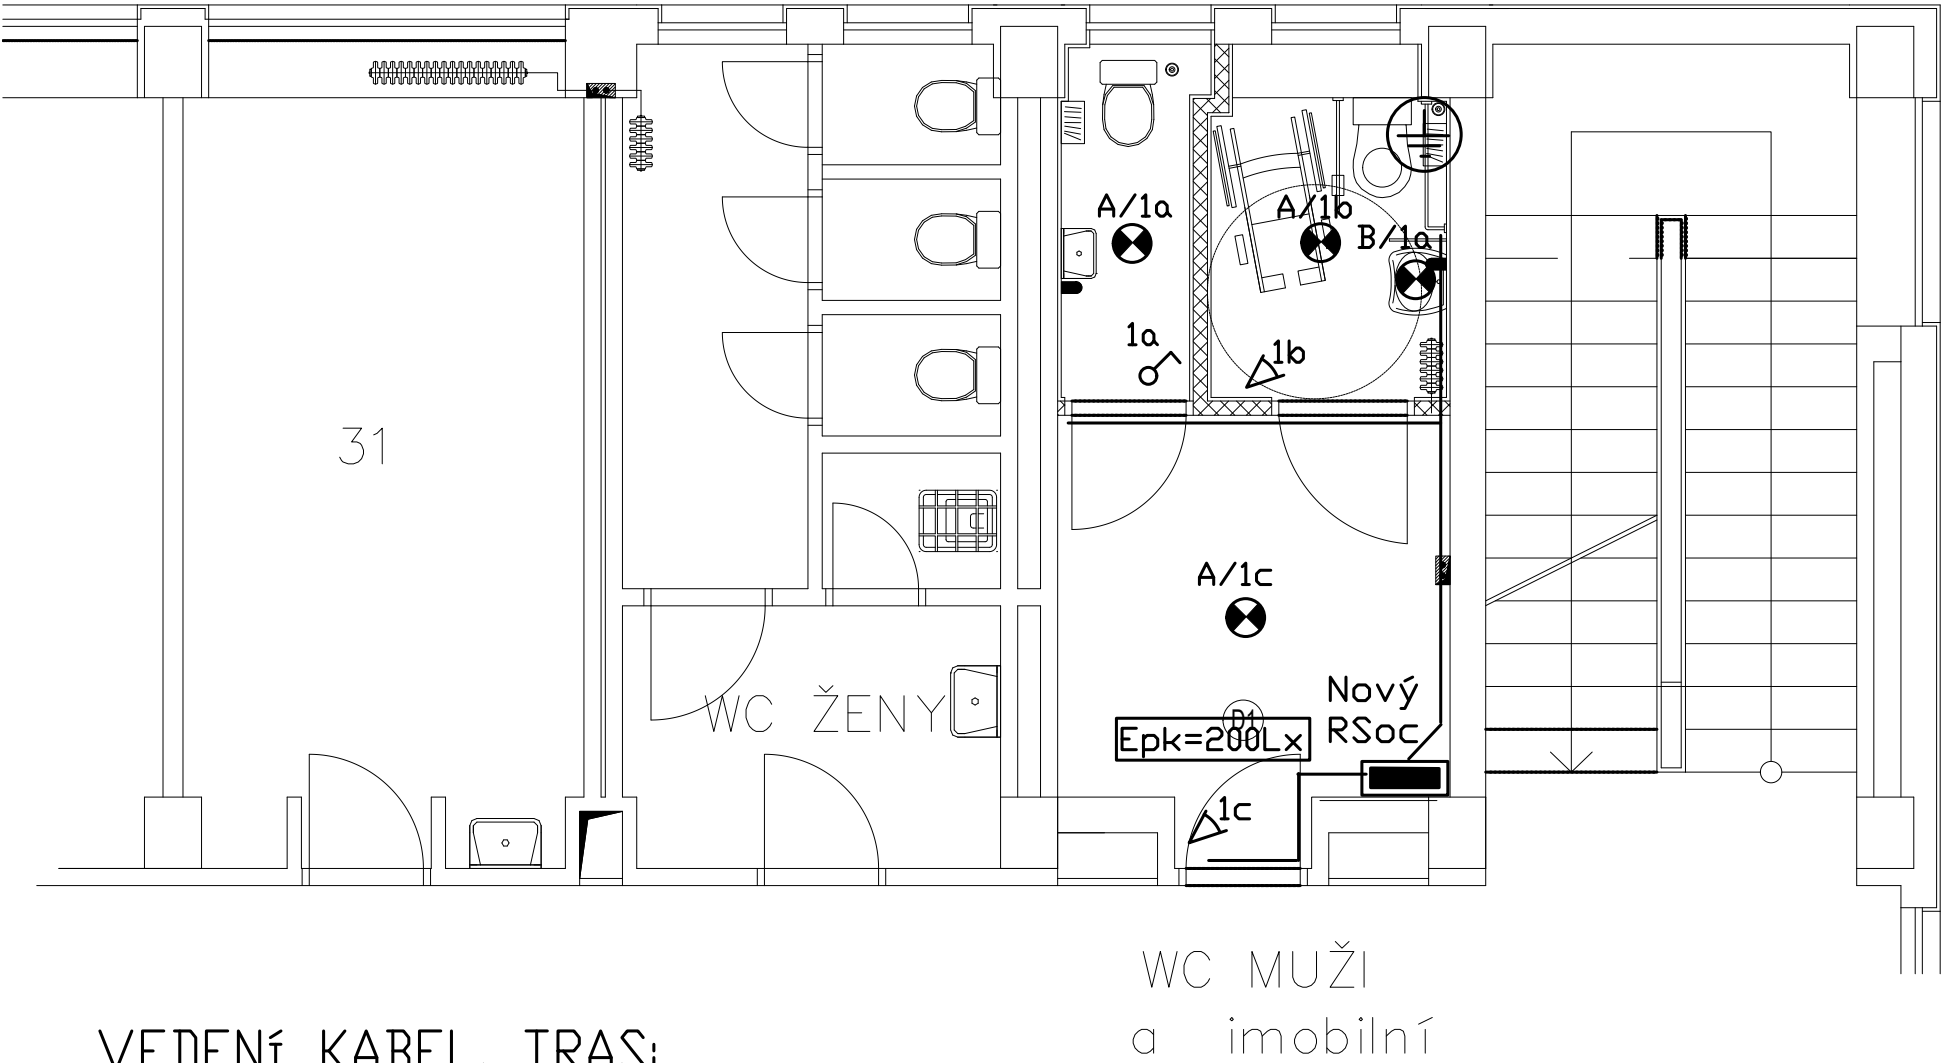 A/1a
A/1b
B/1a
1a
1b
31
A/1c
WC ŽENY
Nový
RSoc
D1
Epk=200Lx
1c
WC MUŽI
a imobilní
VEDENÍ KABEL. TRAS: